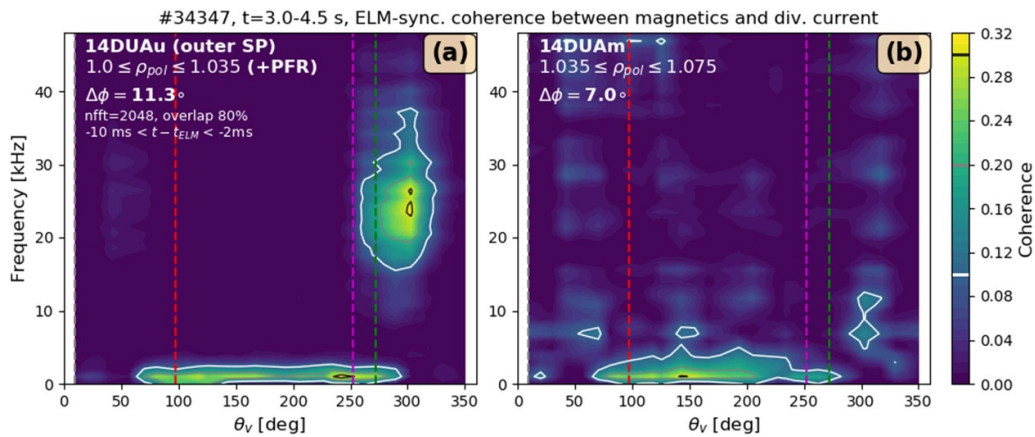 #34347, t=3.0-4.5 s, ELM-sync. coherence between magnetics and div. current
14DUAu (outer SP)
1.0 ≤ ρpol ≤ 1.035 (+PFR)
Δϕ = 11.3∘
nfft=2048, overlap 80%
-10 ms < t − tELM < -2ms
(a)
14DUAm
1.035 ≤ ρpol ≤ 1.075
Δϕ = 7.0∘
(b)
Frequency [kHz]
40
30
20
10
0
0 50 100 150 200 250 300 350
θv [deg]
40
30
20
10
0
0 50 100 150 200 250 300 350
θv [deg]
0.32
0.28
0.24
0.20
0.16
0.12
0.08
0.04
0.00
Coherence